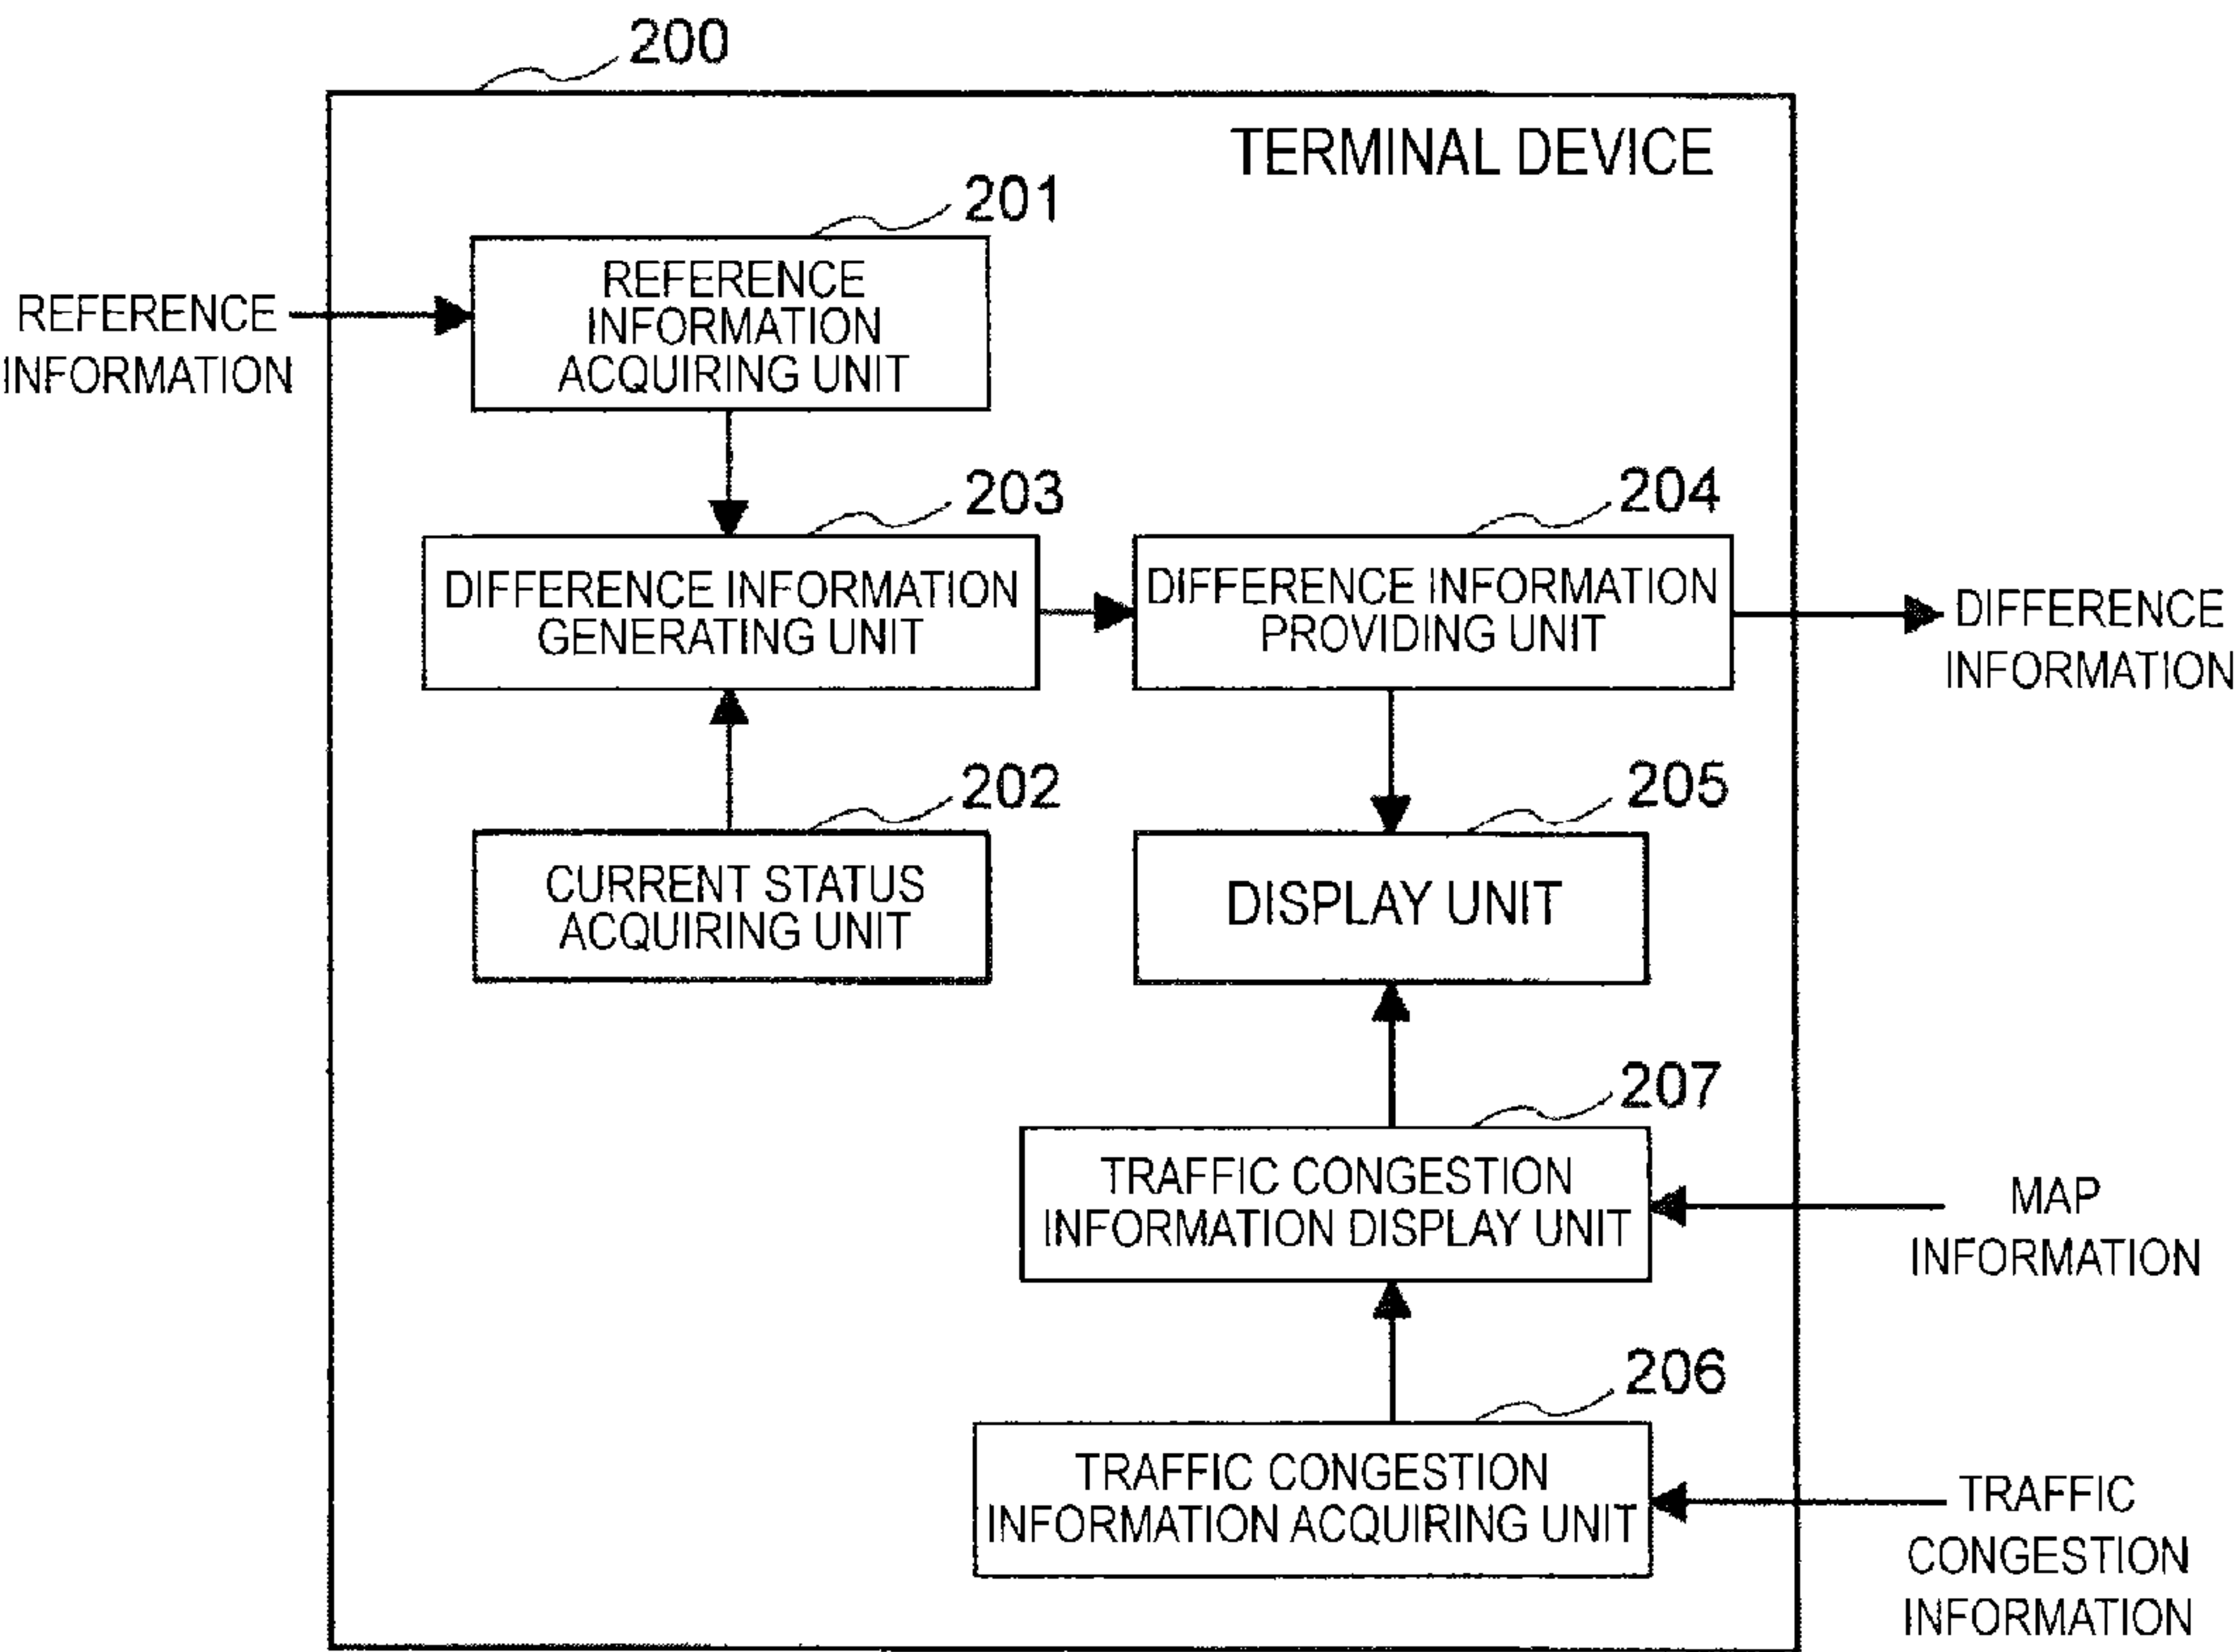 200
TERMINAL DEVICE
201
REFERENCE
INFORMATION
ACQUIRING UNIT
REFERENCE
INFORMATION
203
DIFFERENCE INFORMATION
GENERATING UNIT
204
DIFFERENCE INFORMATION
PROVIDING UNIT
DIFFERENCE
INFORMATION
202
CURRENT STATUS
ACQUIRING UNIT
205
DISPLAY UNIT
207
TRAFFIC CONGESTION
INFORMATION DISPLAY UNIT
MAP
INFORMATION
206
TRAFFIC CONGESTION
INFORMATION ACQUIRING UNIT
TRAFFIC
CONGESTION
INFORMATION